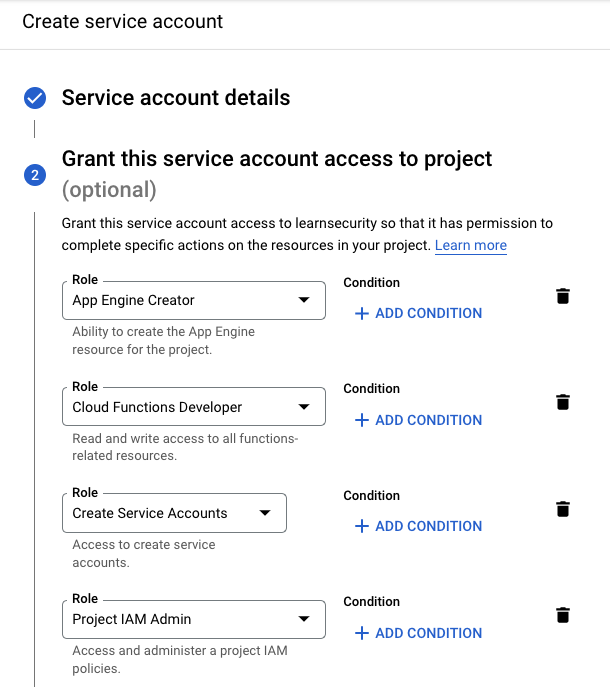 Create service account
Service account details
2
Grant this service account access to project
(optional)
Grant this service account access to learnsecurity so that it has permission to
complete specific actions on the resources in your project. Learn more
Role
Condition
App Engine Creator
ADD CONDITION
Ability to create the App Engine
resource for the project.
Role
Condition
Cloud Functions Developer
ADD CONDITION
Read and write access to all functions-
related resources.
Role
Condition
Create Service Accounts
ADD CONDITION
Access to create service
accounts.
Role
Condition
Project IAM Admin
ADD CONDITION
Access and administer a project IAM
policies.